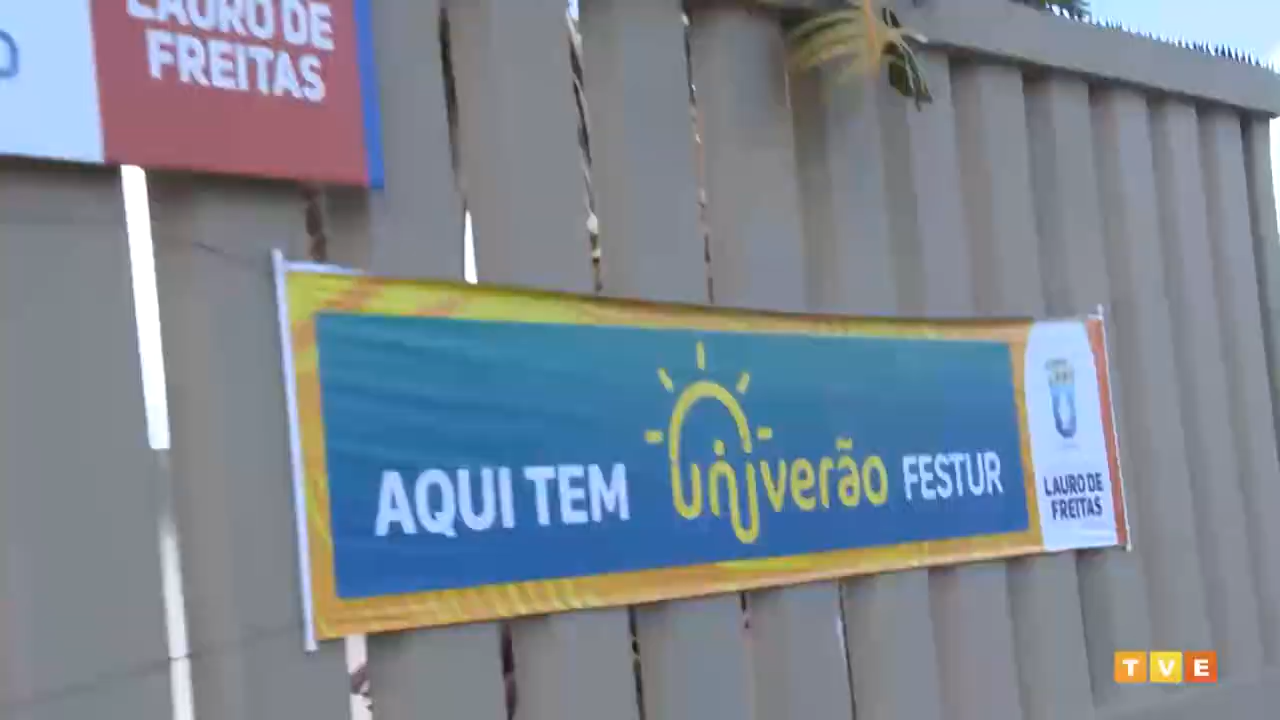 LAURO DE
FREITAS
AQUI TEM univerão FESTUR
LAURO DE
FREITAS
TVE